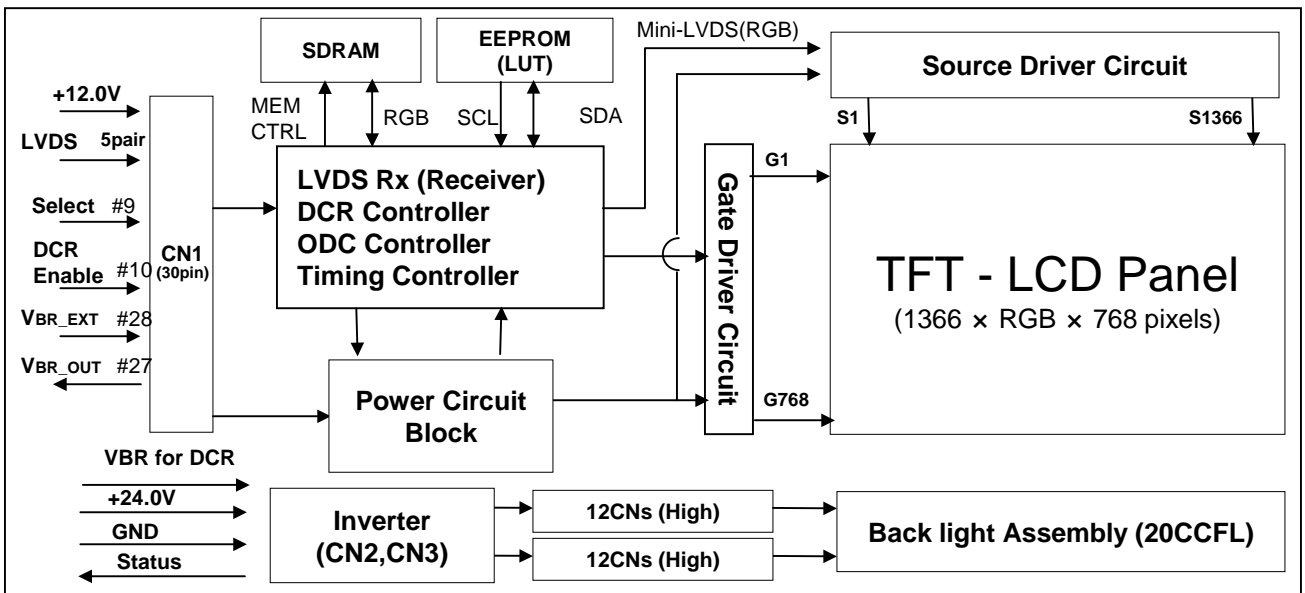 SDRAM
EEPROM
(LUT)
Mini-LVDS(RGB)
Source Driver Circuit
+12.0V
LVDS 5pair
Select #9
DCR
Enable #10
VBR_EXT #28
VBR_OUT #27
CN1
(30pin)
MEM
CTRL
RGB
SCL
SDA
S1
S1366
LVDS Rx (Receiver)
DCR Controller
ODC Controller
Timing Controller
Gate Driver Circuit
G1
G768
TFT - LCD Panel
(1366 × RGB × 768 pixels)
Power Circuit
Block
VBR for DCR
+24.0V
GND
Status
Inverter
(CN2,CN3)
12CNs (High)
12CNs (High)
Back light Assembly (20CCFL)